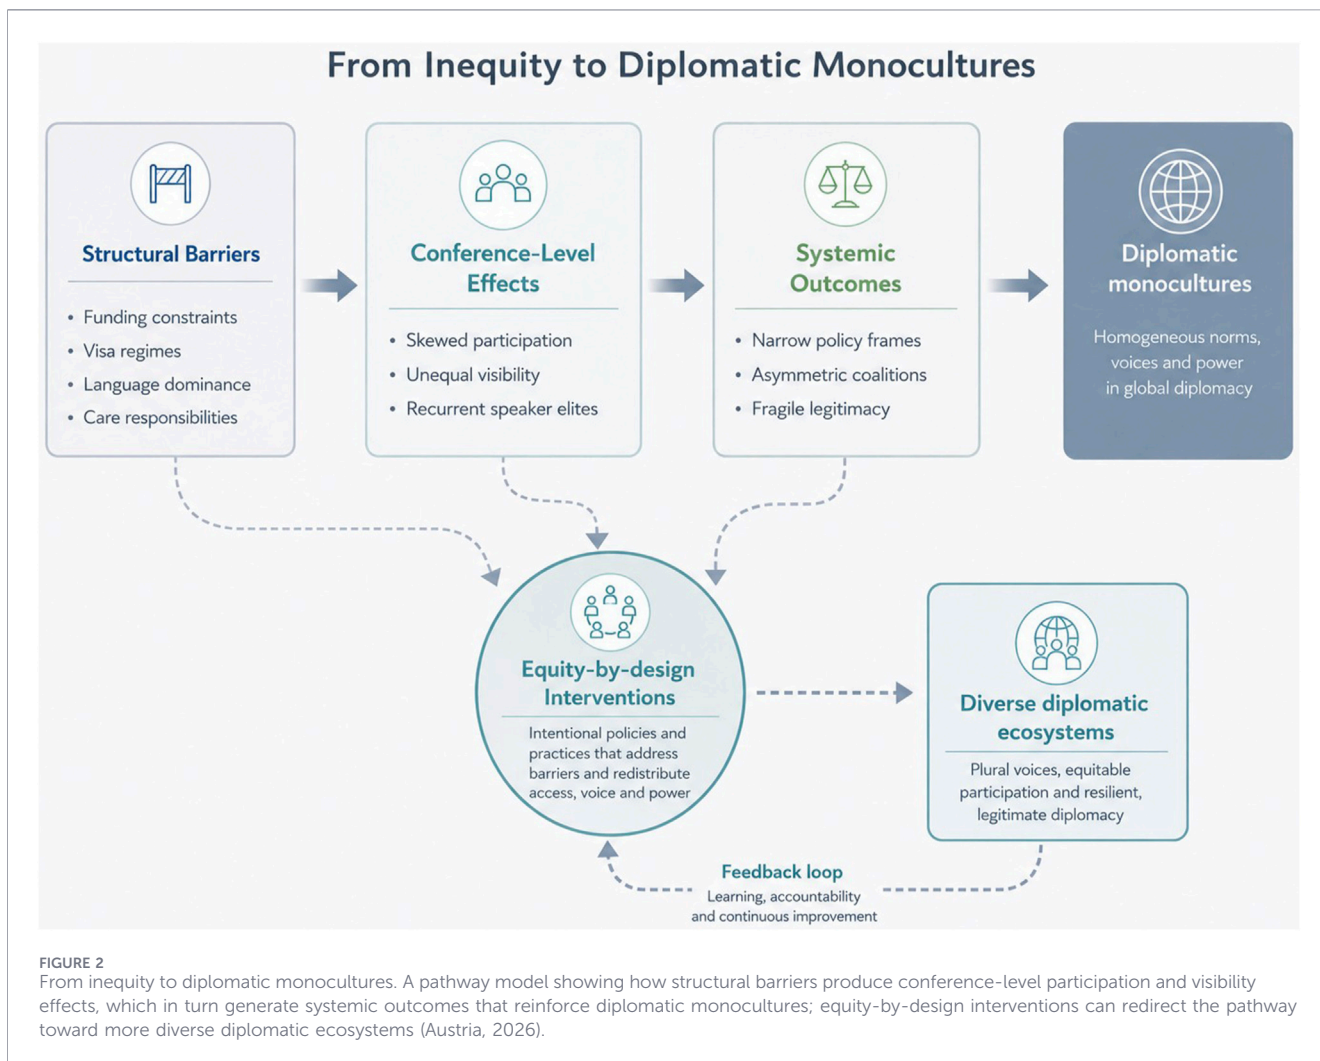 From Inequity to Diplomatic Monocultures
Structural Barriers
• Funding constraints
• Visa regimes
• Language dominance
• Care responsibilities
Conference-Level
Effects
• Skewed participation
• Unequal visibility
• Recurrent speaker elites
Systemic
Outcomes
• Narrow policy frames
• Asymmetric coalitions
• Fragile legitimacy
Diplomatic
monocultures
Homogeneous norms,
voices and power
in global diplomacy
Equity-by-design
Interventions
Intentional policies and
practices that address
barriers and redistribute
access, voice and power
Diverse diplomatic
ecosystems
Plural voices, equitable
participation and resilient,
legitimate diplomacy
Feedback loop
Learning, accountability
and continuous improvement
FIGURE 2
From inequity to diplomatic monocultures. A pathway model showing how structural barriers produce conference-level participation and visibility
effects, which in turn generate systemic outcomes that reinforce diplomatic monocultures; equity-by-design interventions can redirect the pathway
toward more diverse diplomatic ecosystems (Austria, 2026).